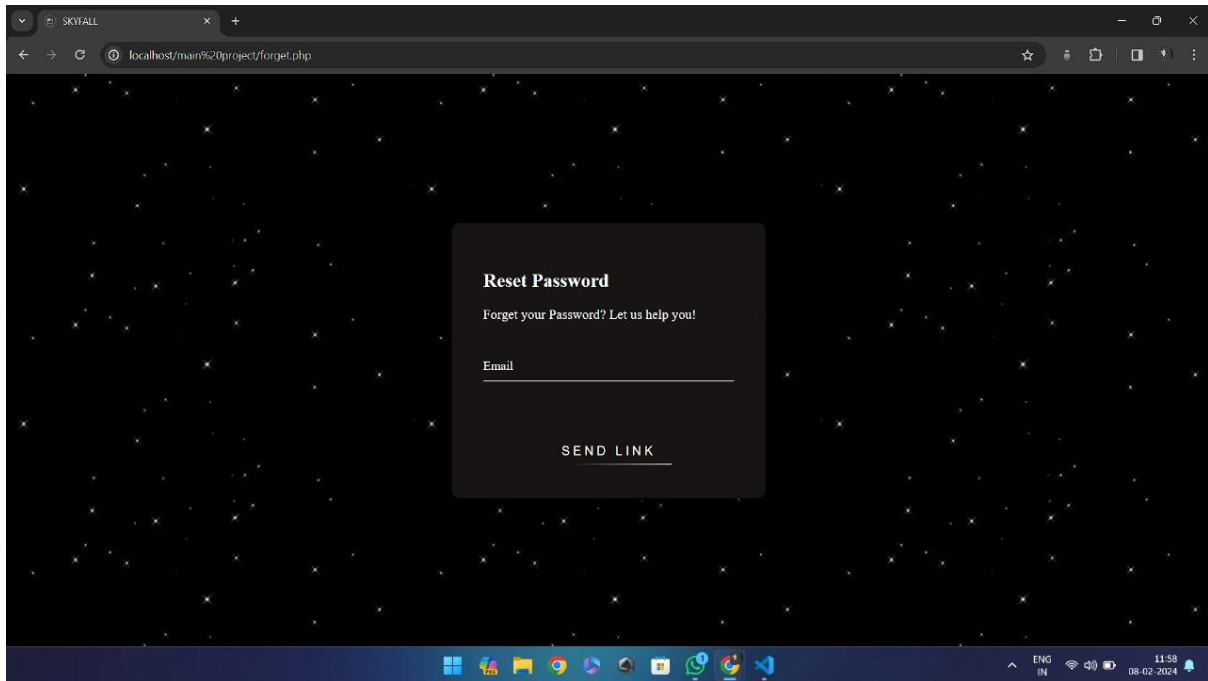 SKYFALL
localhost/main%20project/forget.php
Reset Password
Forget your Password? Let us help you!
Email
SEND LINK
1
ENG
IN
11:58
08-02-2024